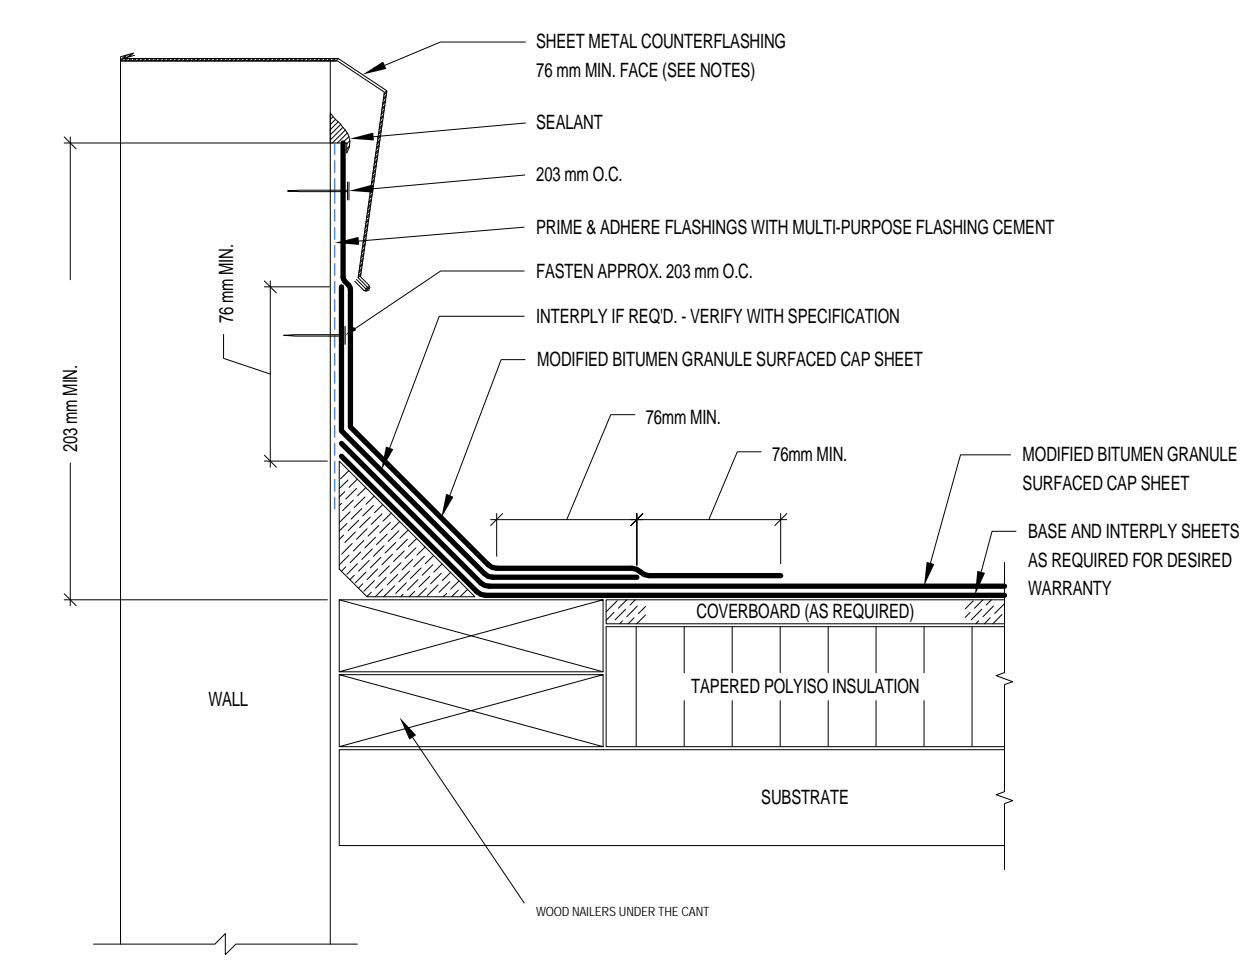 SHEET METAL COUNTERFLASHING
76 mm MIN. FACE (SEE NOTES)
SEALANT
203 mm O.C.
PRIME & ADHERE FLASHINGS WITH MULTI-PURPOSE FLASHING CEMENT
FASTEN APPROX. 203 mm O.C.
INTERPLY IF REQ'D. - VERIFY WITH SPECIFICATION
MODIFIED BITUMEN GRANULE SURFACED CAP SHEET
76 mm MIN.
203 mm MIN.
76mm MIN.
76mm MIN.
MODIFIED BITUMEN GRANULE
SURFACED CAP SHEET
BASE AND INTERPLY SHEETS
AS REQUIRED FOR DESIRED
WARRANTY
COVERBOARD (AS REQUIRED)
TAPERED POLYISO INSULATION
WALL
SUBSTRATE
WOOD NAILERS UNDER THE CANT